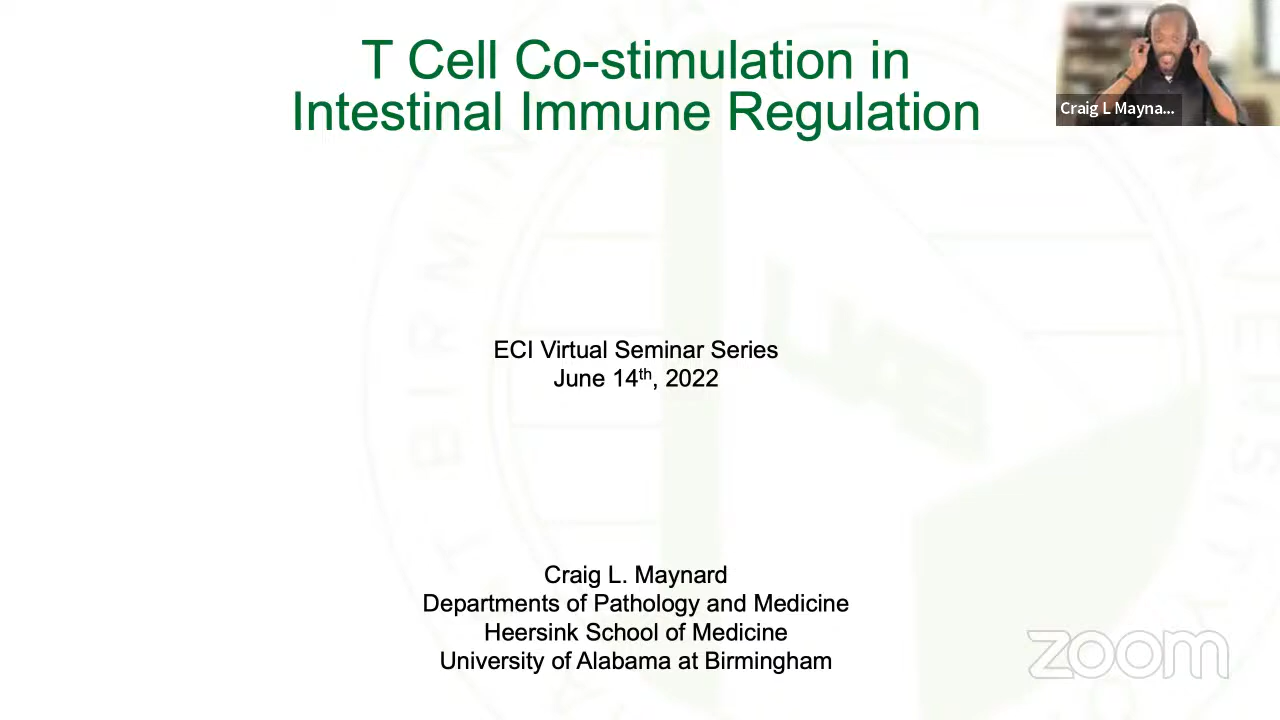 T Cell Co-stimulation in
Intestinal Immune Regulation
Craig L Mayna...
ECI Virtual Seminar Series
June 14th, 2022
Craig L. Maynard
Departments of Pathology and Medicine
Heersink School of Medicine
University of Alabama at Birmingham
zoom